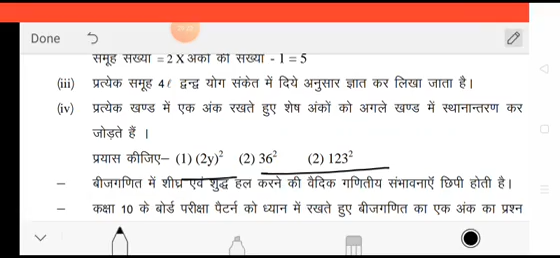 Done
समूह संख्या = 2 X अंकों की संख्या - 1 = 5
(iii) प्रत्येक समूह 4ℓ द्वन्द्व योग संकेत में दिये अनुसार ज्ञात कर लिखा जाता है।
(iv) प्रत्येक खण्ड में एक अंक रखते हुए शेष अंकों को अगले खण्ड में स्थानान्तरण कर
जोड़ते हैं ।
प्रयास कीजिए– (1) (2y)² (2) 36² (2) 123²
– बीजगणित में शीघ्र एवं शुद्ध हल करने की वैदिक गणितीय संभावनाएँ छिपी होती है।
– कक्षा 10 के बोर्ड परीक्षा पैटर्न को ध्यान में रखते हुए बीजगणित का एक अंक का प्रश्न